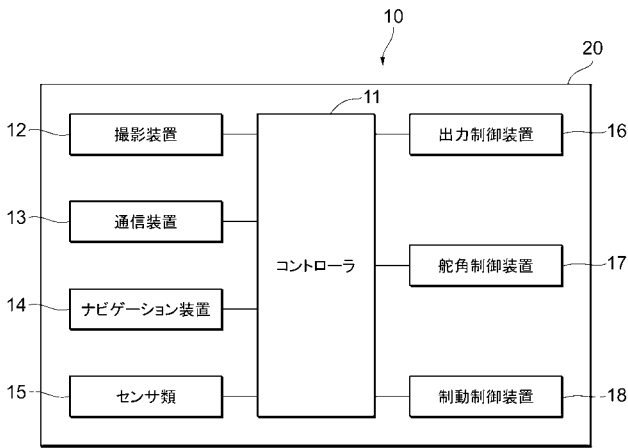 10
20
11
12
撮影装置
出力制御装置
16
13
通信装置
コントローラ
舵角制御装置
17
14
ナビゲーション装置
15
センサ類
制動制御装置
18